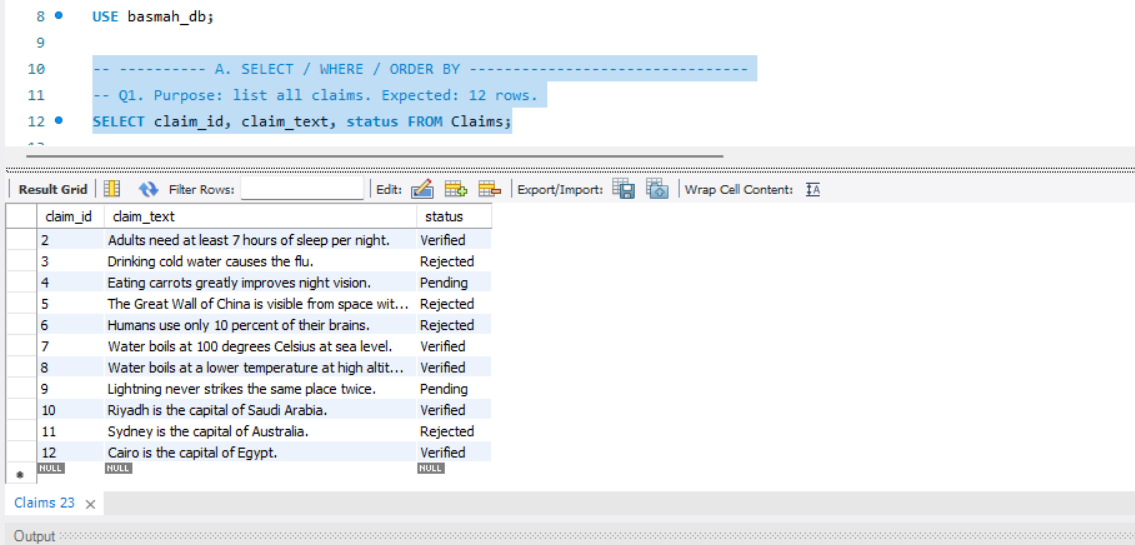 8 USE basmah_db;
9
10 -- ---------- A. SELECT / WHERE / ORDER BY --------------------------------
11 -- Q1. Purpose: list all claims. Expected: 12 rows.
12 SELECT claim_id, claim_text, status FROM Claims;
Result Grid Filter Rows: Edit: Export/Import: Wrap Cell Content: IA
claim_id claim_text status
2 Adults need at least 7 hours of sleep per night. Verified
3 Drinking cold water causes the flu. Rejected
4 Eating carrots greatly improves night vision. Pending
5 The Great Wall of China is visible from space wit... Rejected
6 Humans use only 10 percent of their brains. Rejected
7 Water boils at 100 degrees Celsius at sea level. Verified
8 Water boils at a lower temperature at high altit... Verified
9 Lightning never strikes the same place twice. Pending
10 Riyadh is the capital of Saudi Arabia. Verified
11 Sydney is the capital of Australia. Rejected
12 Cairo is the capital of Egypt. Verified
NULL NULL NULL
Claims 23
Output